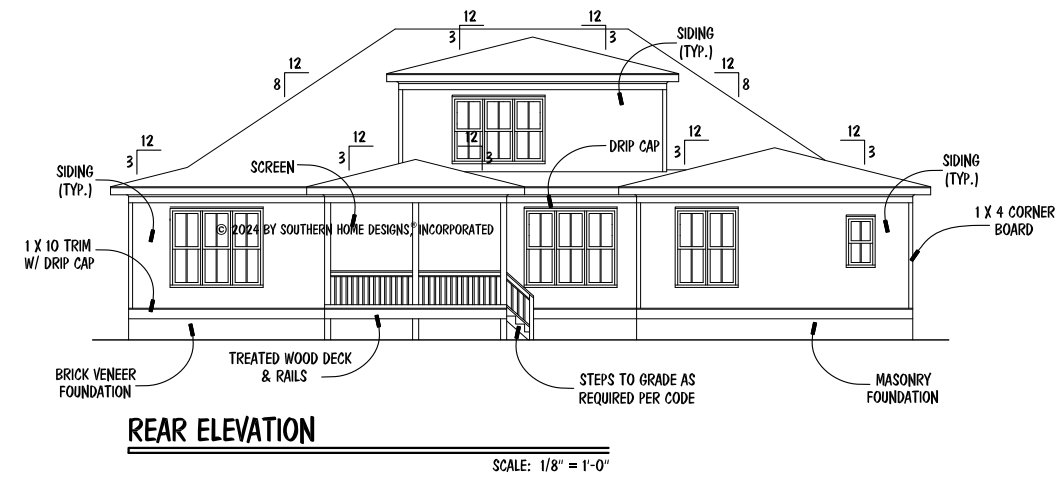 12
3
12
3
SIDING
(TYP.)
12
8
12
8
12
3
12
3
12
3
DRIP CAP
12
3
12
3
SCREEN
SIDING
(TYP.)
SIDING
(TYP.)
1 X 4 CORNER
BOARD
© 2024 BY SOUTHERN HOME DESIGNS,® INCORPORATED
1 X 10 TRIM
W/ DRIP CAP
TREATED WOOD DECK
& RAILS
BRICK VENEER
FOUNDATION
STEPS TO GRADE AS
REQUIRED PER CODE
MASONRY
FOUNDATION
REAR ELEVATION
SCALE: 1/8" = 1'-0"